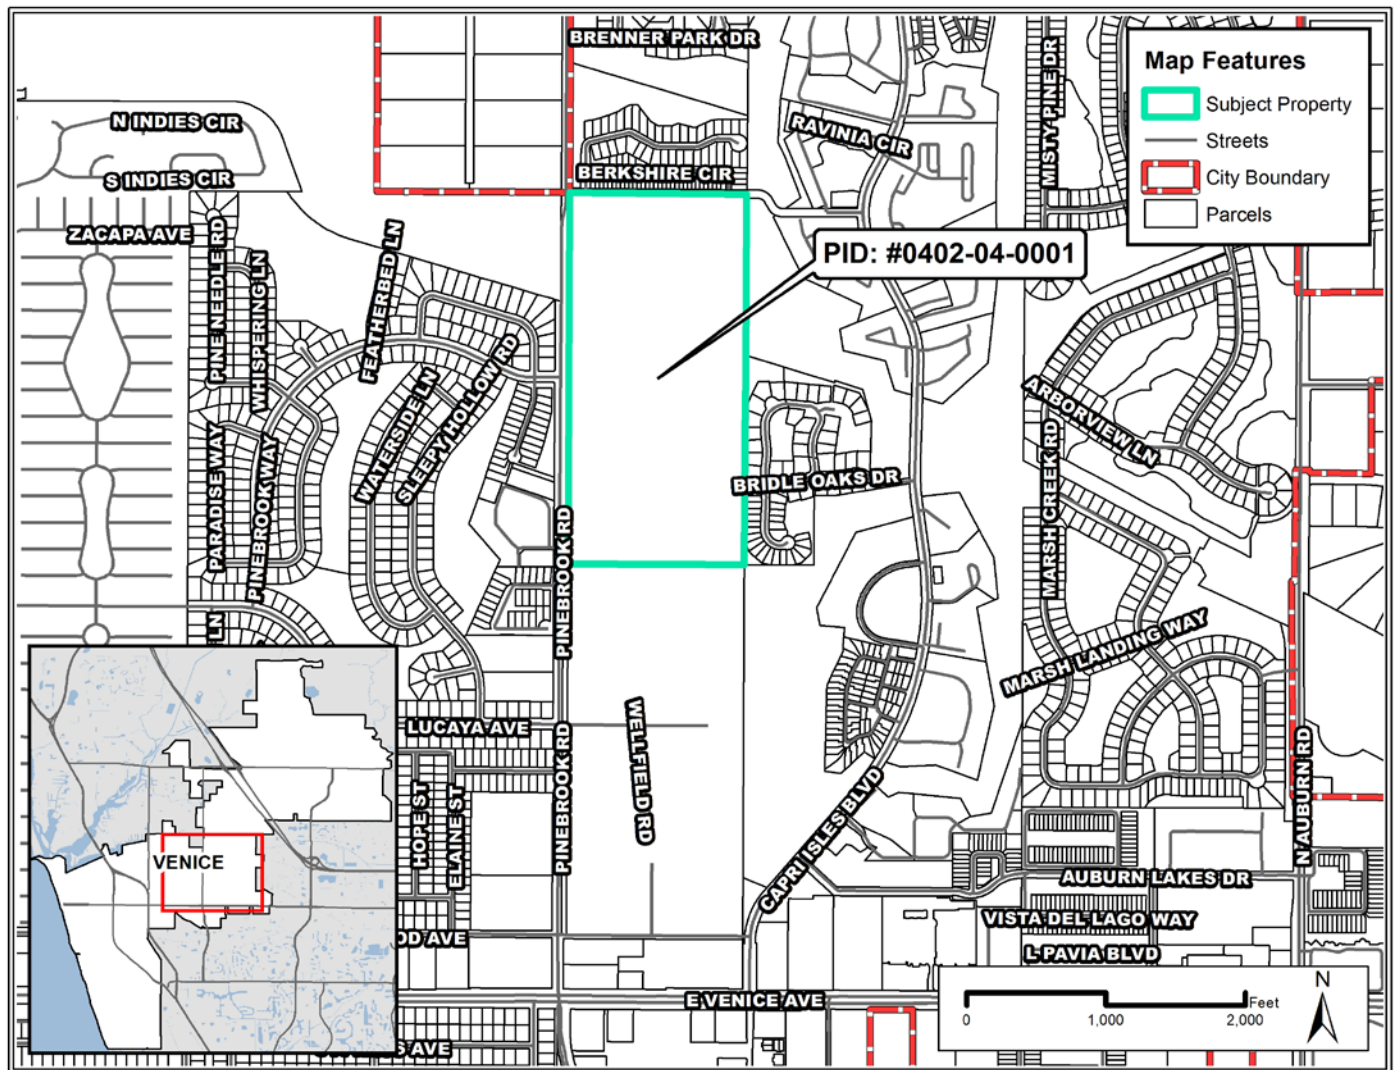 BRENNER PARK DR
MISTY PINE DR
Map Features
Subject Property
Streets
City Boundary
Parcels
N INDIES CIR
RAVINIA CIR
S INDIES CIR
BERKSHIRE CIR
ZACAPA AVE
PINE NEEDLE RD
WHISPERING LN
FEATHERBED LN
PID: #0402-04-0001
WATERSIDE LN
SLEEPY HOLLOW RD
ARBORVIEW LN
PARADISE WAY
PINEBROOK WAY
BRIDLE OAKS DR
MARSH CREEK RD
PINEBROOK RD
LN
MARSH LANDING WAY
LUCAYA AVE
WELLFIELD RD
PINEBROOK RD
HOPE ST
ELAINE ST
CAPRI ISLES BLVD
N AUBURN RD
VENICE
AUBURN LAKES DR
VISTA DEL LAGO WAY
OD AVE
L PAVIA BLVD
E VENICE AVE
S AVE
N
Feet
0
1,000
2,000